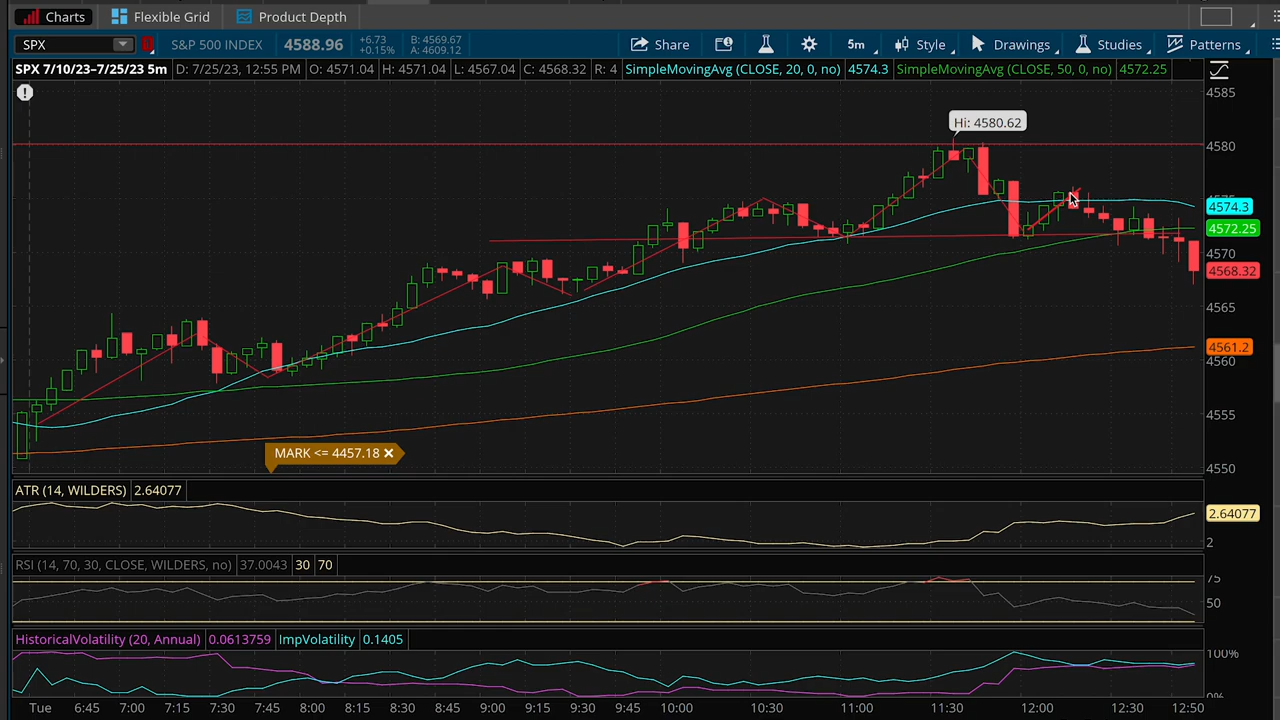 Charts Flexible Grid Product Depth
SPX S&P 500 INDEX 4588.96 +6.73 +0.15% B: 4569.67 A: 4609.12 Share 5m Style Drawings Studies Patterns
SPX 7/10/23–7/25/23 5m D: 7/25/23, 12:55 PM O: 4571.04 H: 4571.04 L: 4567.04 C: 4568.32 R: 4 SimpleMovingAvg (CLOSE, 20, 0, no) 4574.3 SimpleMovingAvg (CLOSE, 50, 0, no) 4572.25
4585
Hi: 4580.62
4580
4574.3
4572.25
4570
4568.32
4565
4561.2
4560
4555
MARK <= 4457.18
4550
ATR (14, WILDERS) 2.64077
2.64077
2
RSI (14, 70, 30, CLOSE, WILDERS, no) 37.0043 30 70
75
50
HistoricalVolatility (20, Annual) 0.0613759 ImpVolatility 0.1405
100%
0%
Tue 6:45 7:00 7:15 7:30 7:45 8:00 8:15 8:30 8:45 9:00 9:15 9:30 9:45 10:00 10:30 11:00 11:30 12:00 12:30 12:50